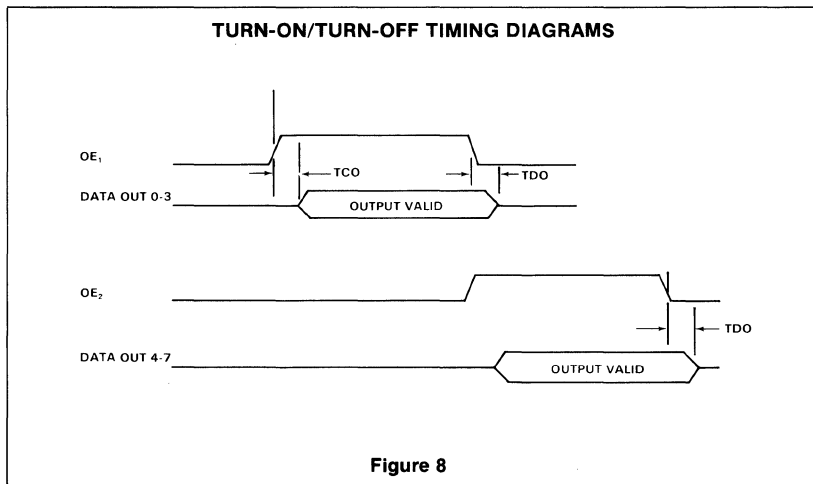 TURN-ON/TURN-OFF TIMING DIAGRAMS
OE₁
TCO
TDO
DATA OUT 0-3
OUTPUT VALID
OE₂
TDO
DATA OUT 4-7
OUTPUT VALID
Figure 8